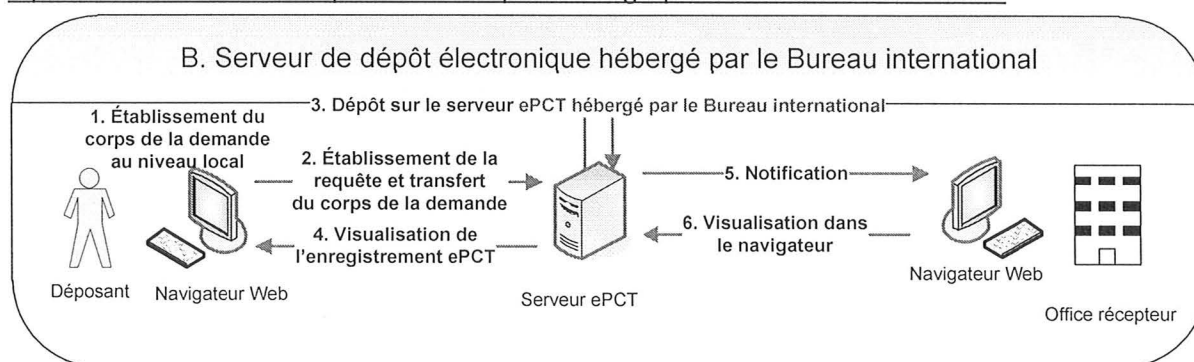 B. Serveur de dépôt électronique hébergé par le Bureau international
3. Dépôt sur le serveur ePCT hébergé par le Bureau international
1. Établissement du
corps de la demande
au niveau local
2. Établissement de la
requête et transfert
du corps de la demande
4. Visualisation de
l'enregistrement ePCT
5. Notification
6. Visualisation dans
le navigateur
Déposant
Navigateur Web
Serveur ePCT
Navigateur Web
Office récepteur